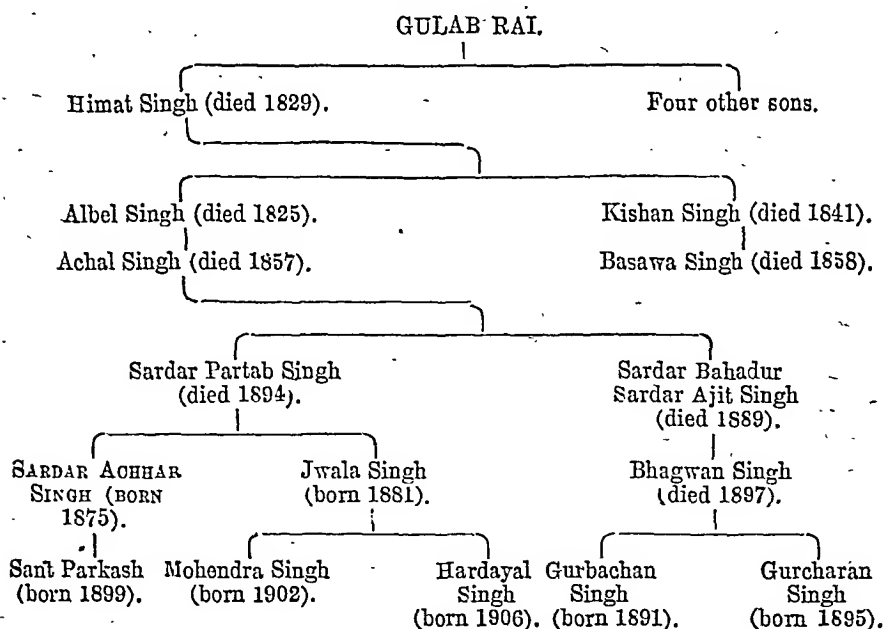 GULAB RAI.
Himat Singh (died 1829). Four other sons.
Albel Singh (died 1825). Kishan Singh (died 1841).
Achal Singh (died 1857). Basawa Singh (died 1858).
Sardar Partab Singh
(died 1894).
Sardar Bahadur
Sardar Ajit Singh
(died 1889).
SARDAR ACHHAR
SINGH (BORN
1875).
Jwala Singh
(born 1881).
Bhagwan Singh
(died 1897).
Sant Parkash
(born 1899).
Mohendra Singh
(born 1902).
Hardayal
Singh
(born 1906).
Gurbachan
Singh
(born 1891).
Gurcharan
Singh
(born 1895).